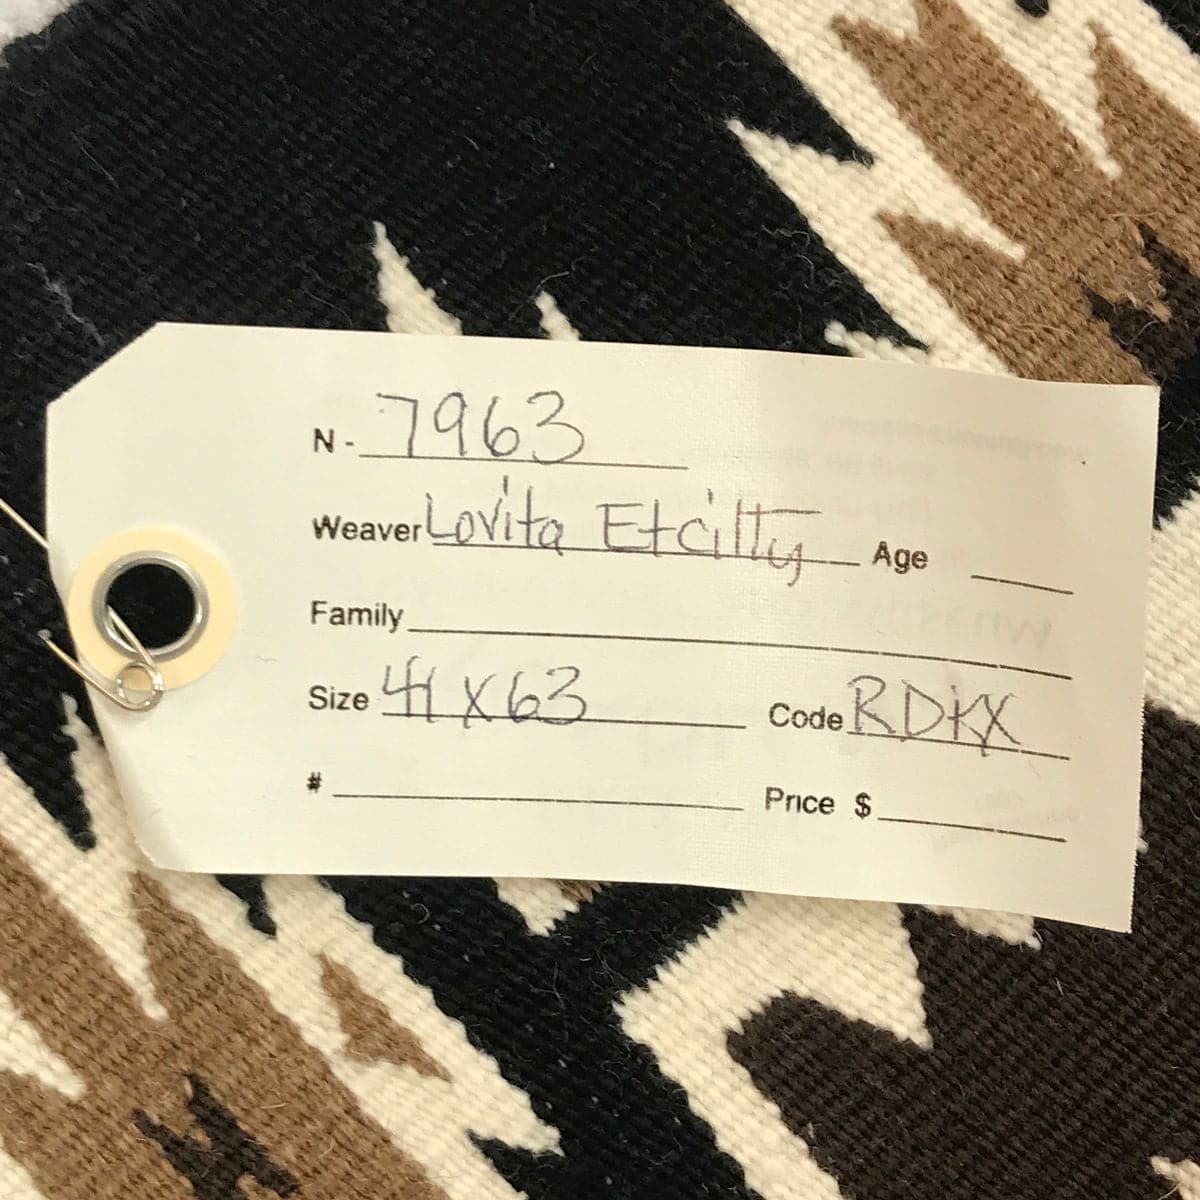 N - 7963
Weaver Lovita Etcitty Age
Family
Size 41 x 63 Code RDKX
# Price $